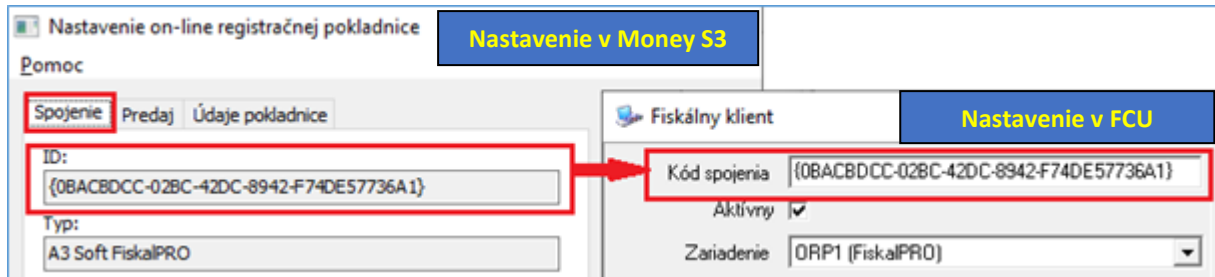 Nastavenie on-line registračnej pokladnice
Nastavenie v Money S3
Pomoc
Spojenie Predaj Údaje pokladnice
ID:
{0BACBDCC-02BC-42DC-8942-F74DE57736A1}
Typ:
A3 Soft FiskalPRO
Fiskálny klient
Nastavenie v FCU
Kód spojenia {0BACBDCC-02BC-42DC-8942-F74DE57736A1}
Aktívny
Zariadenie ORP1 (FiskalPRO)